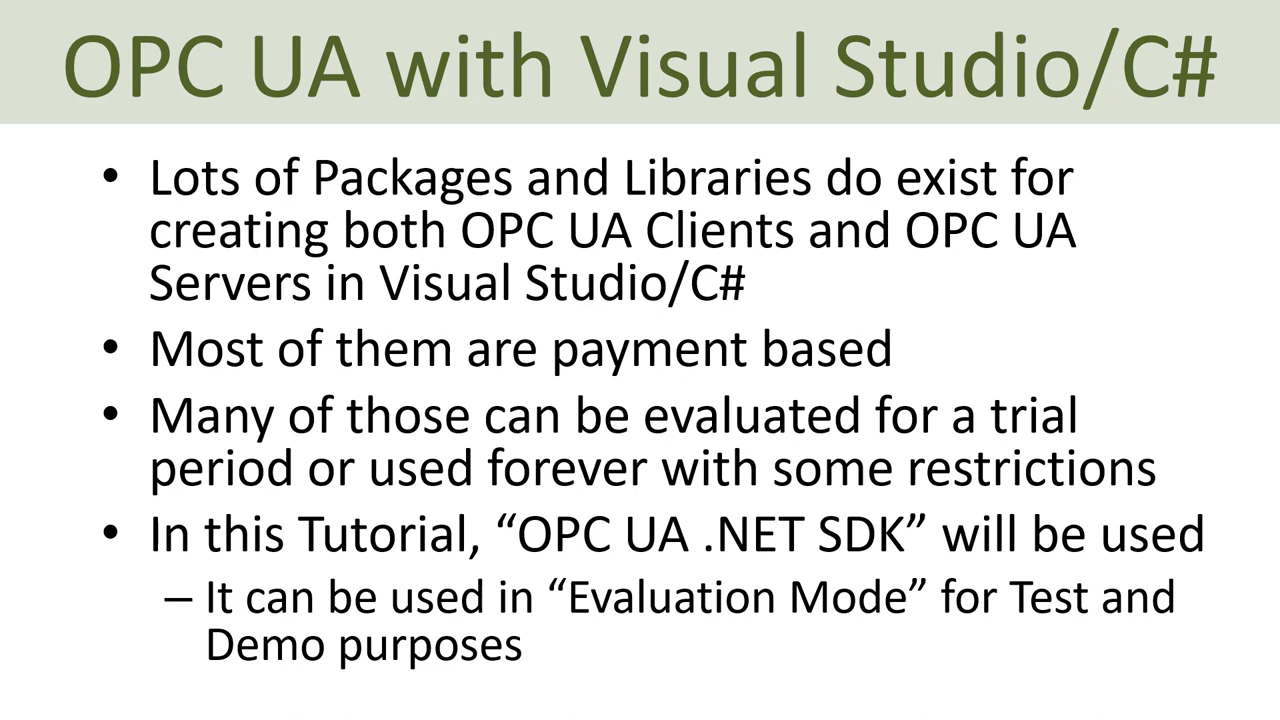 OPC UA with Visual Studio/C#
• Lots of Packages and Libraries do exist for
creating both OPC UA Clients and OPC UA
Servers in Visual Studio/C#
• Most of them are payment based
• Many of those can be evaluated for a trial
period or used forever with some restrictions
• In this Tutorial, “OPC UA .NET SDK” will be used
– It can be used in “Evaluation Mode” for Test and
Demo purposes